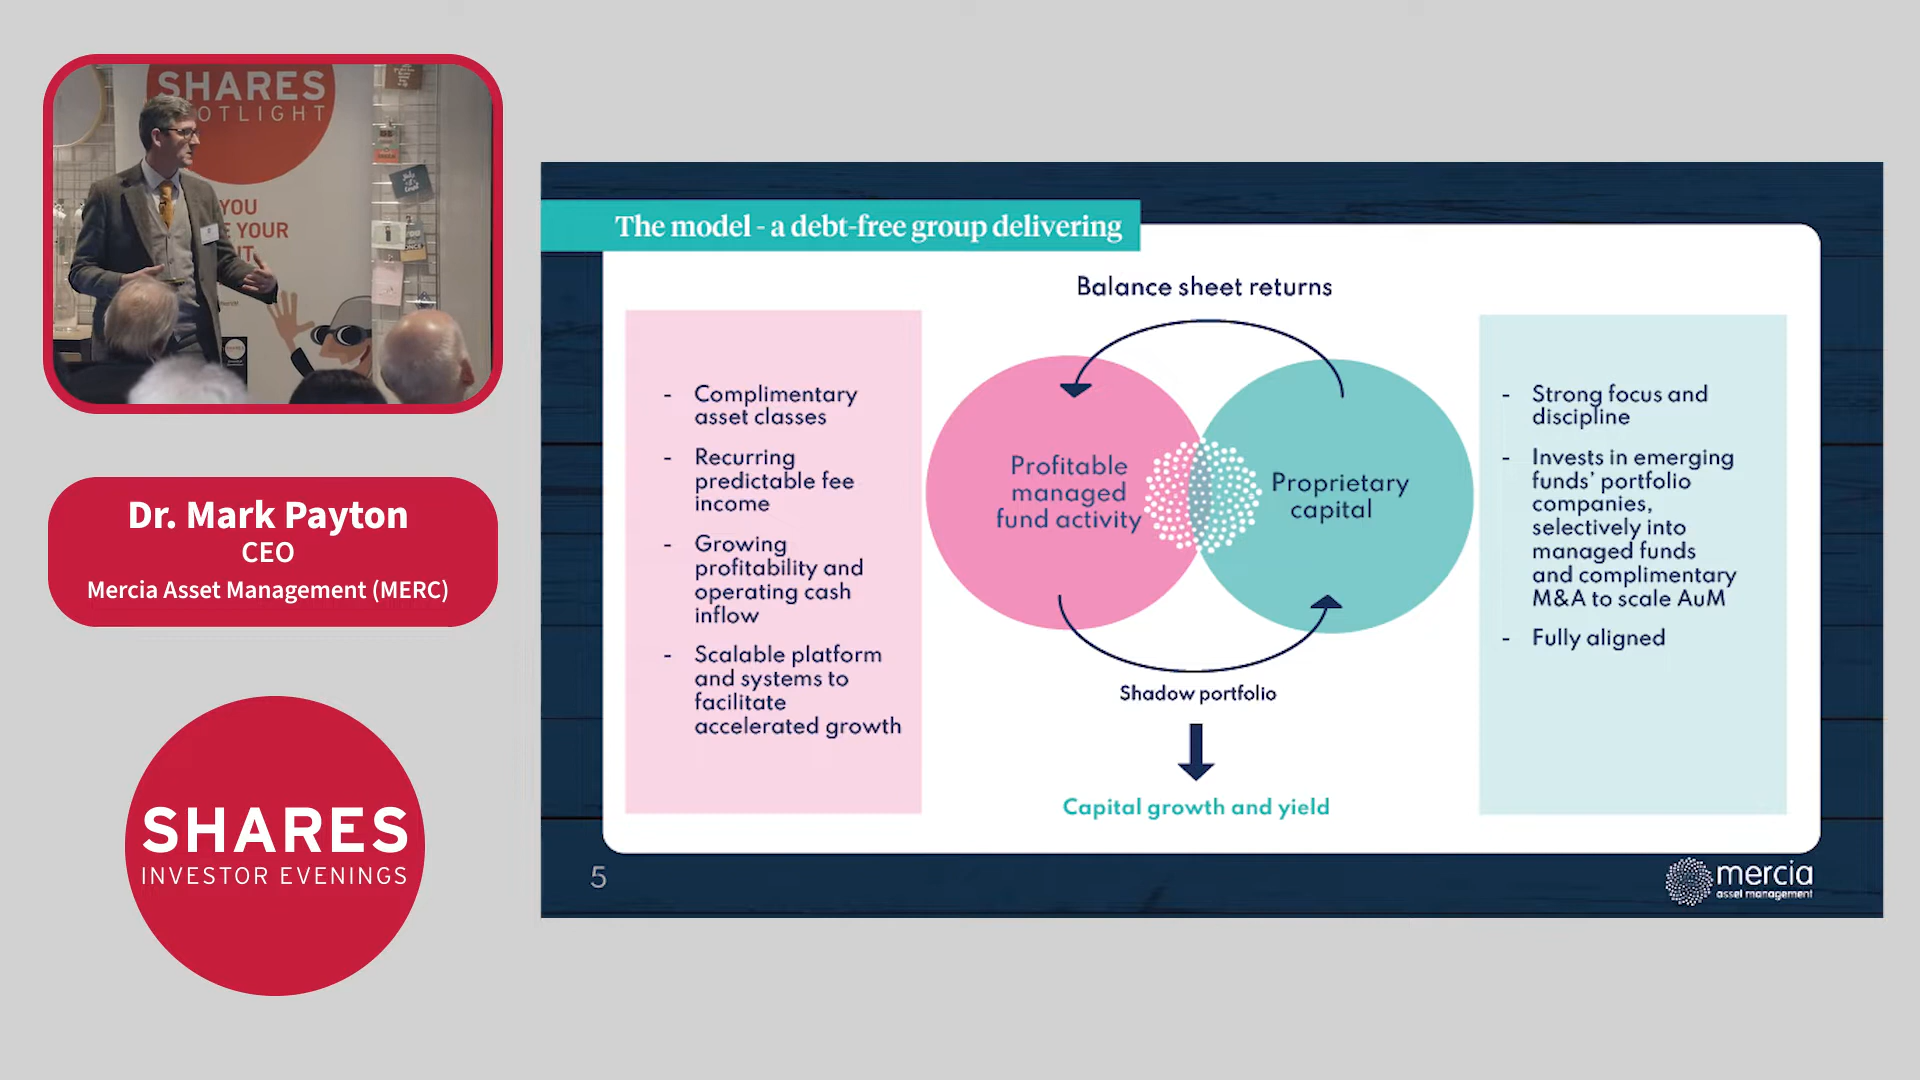 SHARES
OTLIGHT
YOU
E YOUR
IT
Dr. Mark Payton
CEO
Mercia Asset Management (MERC)
SHARES
INVESTOR EVENINGS
The model - a debt-free group delivering
Balance sheet returns
- Complimentary
asset classes
- Recurring
predictable fee
income
- Growing
profitability and
operating cash
inflow
- Scalable platform
and systems to
facilitate
accelerated growth
Profitable
managed
fund activity
Proprietary
capital
Shadow portfolio
Capital growth and yield
- Strong focus and
discipline
- Invests in emerging
funds' portfolio
companies,
selectively into
managed funds
and complimentary
M&A to scale AuM
- Fully aligned
5
mercia
asset management